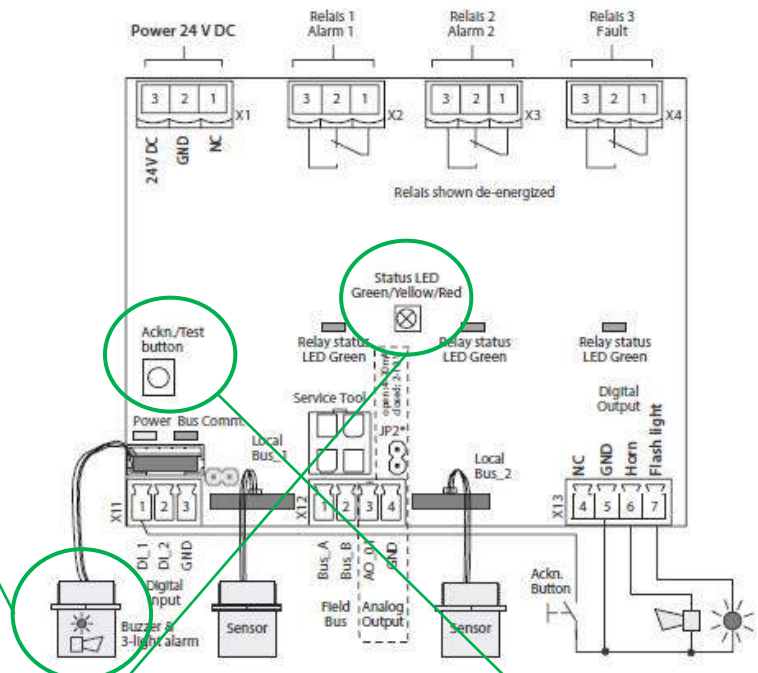 Power 24 V DC
Relais 1
Alarm 1
Relais 2
Alarm 2
Relais 3
Fault
3 2 1
X1
3 2 1
X2
3 2 1
X3
3 2 1
X4
24 V DC
GND
NC
Relais shown de-energized
Status LED
Green/Yellow/Red
Ackn./Test
button
Relay status
LED Green
Relay status
LED Green
Relay status
LED Green
Service Tool
JP2*
Digital
Output
Power Bus Comm.
Local
Bus_1
Local
Bus_2
NC
GND
Horn
Flash light
X11
1 2 3
X12
1 2 3 4
X13
4 5 6 7
DI_1
DI_2
GND
Digital
Input
Bus_A
Bus_B
AO_01
GND
Field
Bus
Analog
Output
Ackn.
Button
Buzzer &
3-light alarm
Sensor
Sensor